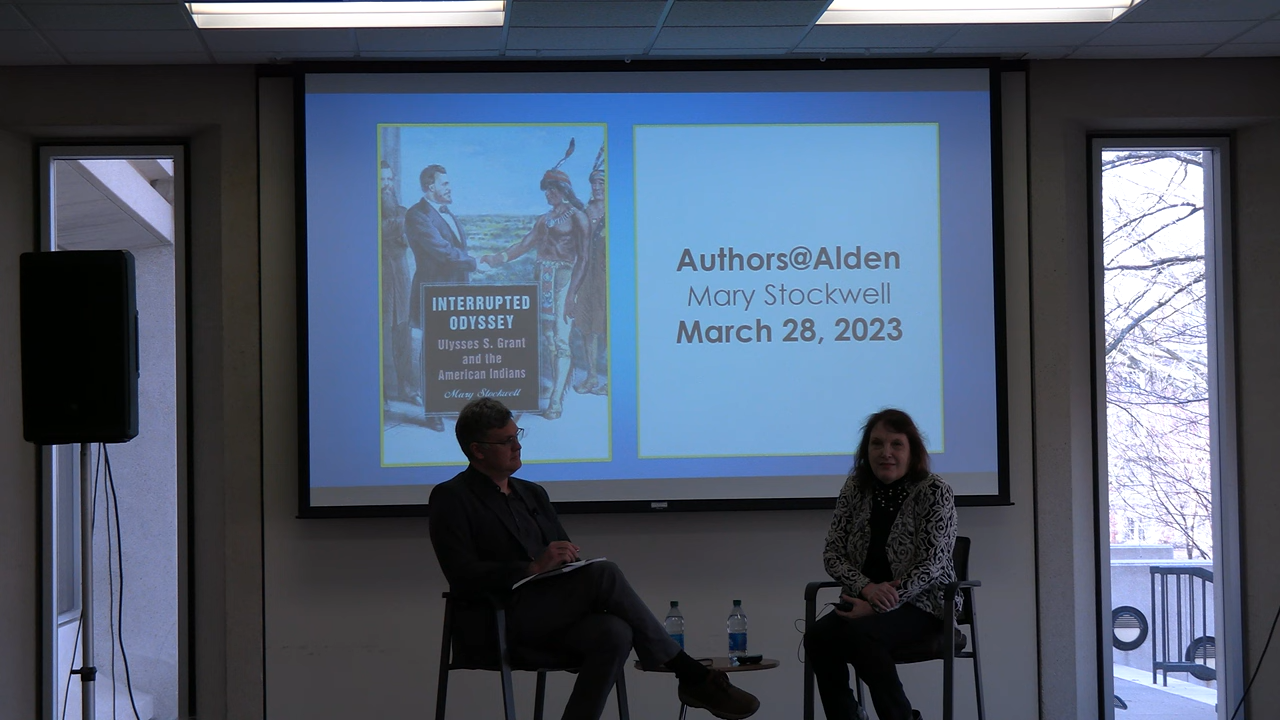 INTERRUPTED
ODYSSEY
Ulysses S. Grant
and the
American Indians
Mary Stockwell
Authors@Alden
Mary Stockwell
March 28, 2023